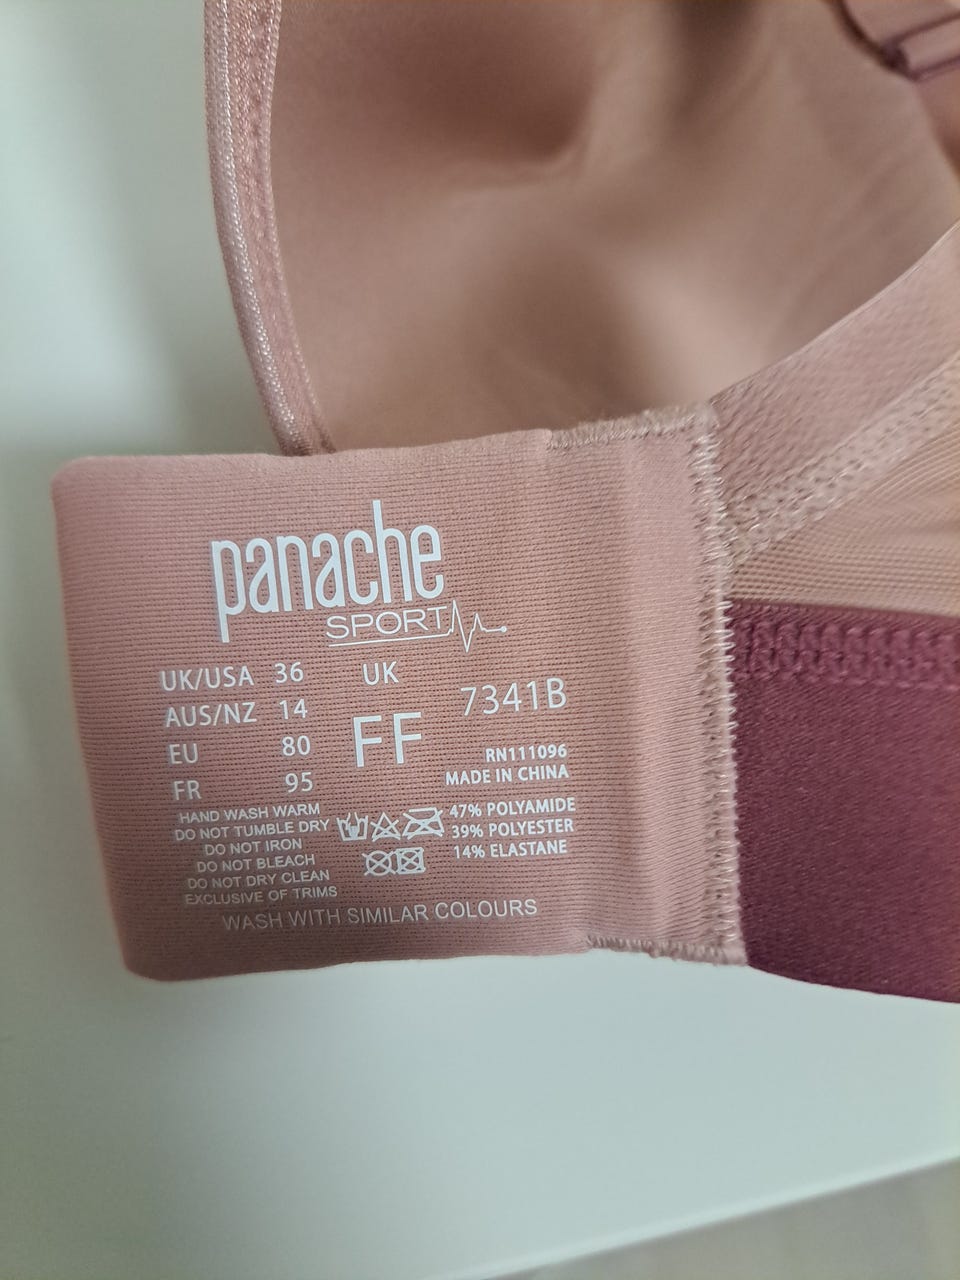 panache
SPORT
UK/USA 36
AUS/NZ 14
EU 80
FR 95
UK
FF
7341B
RN111096
MADE IN CHINA
47% POLYAMIDE
39% POLYESTER
14% ELASTANE
HAND WASH WARM
DO NOT TUMBLE DRY
DO NOT IRON
DO NOT BLEACH
DO NOT DRY CLEAN
EXCLUSIVE OF TRIMS
WASH WITH SIMILAR COLOURS